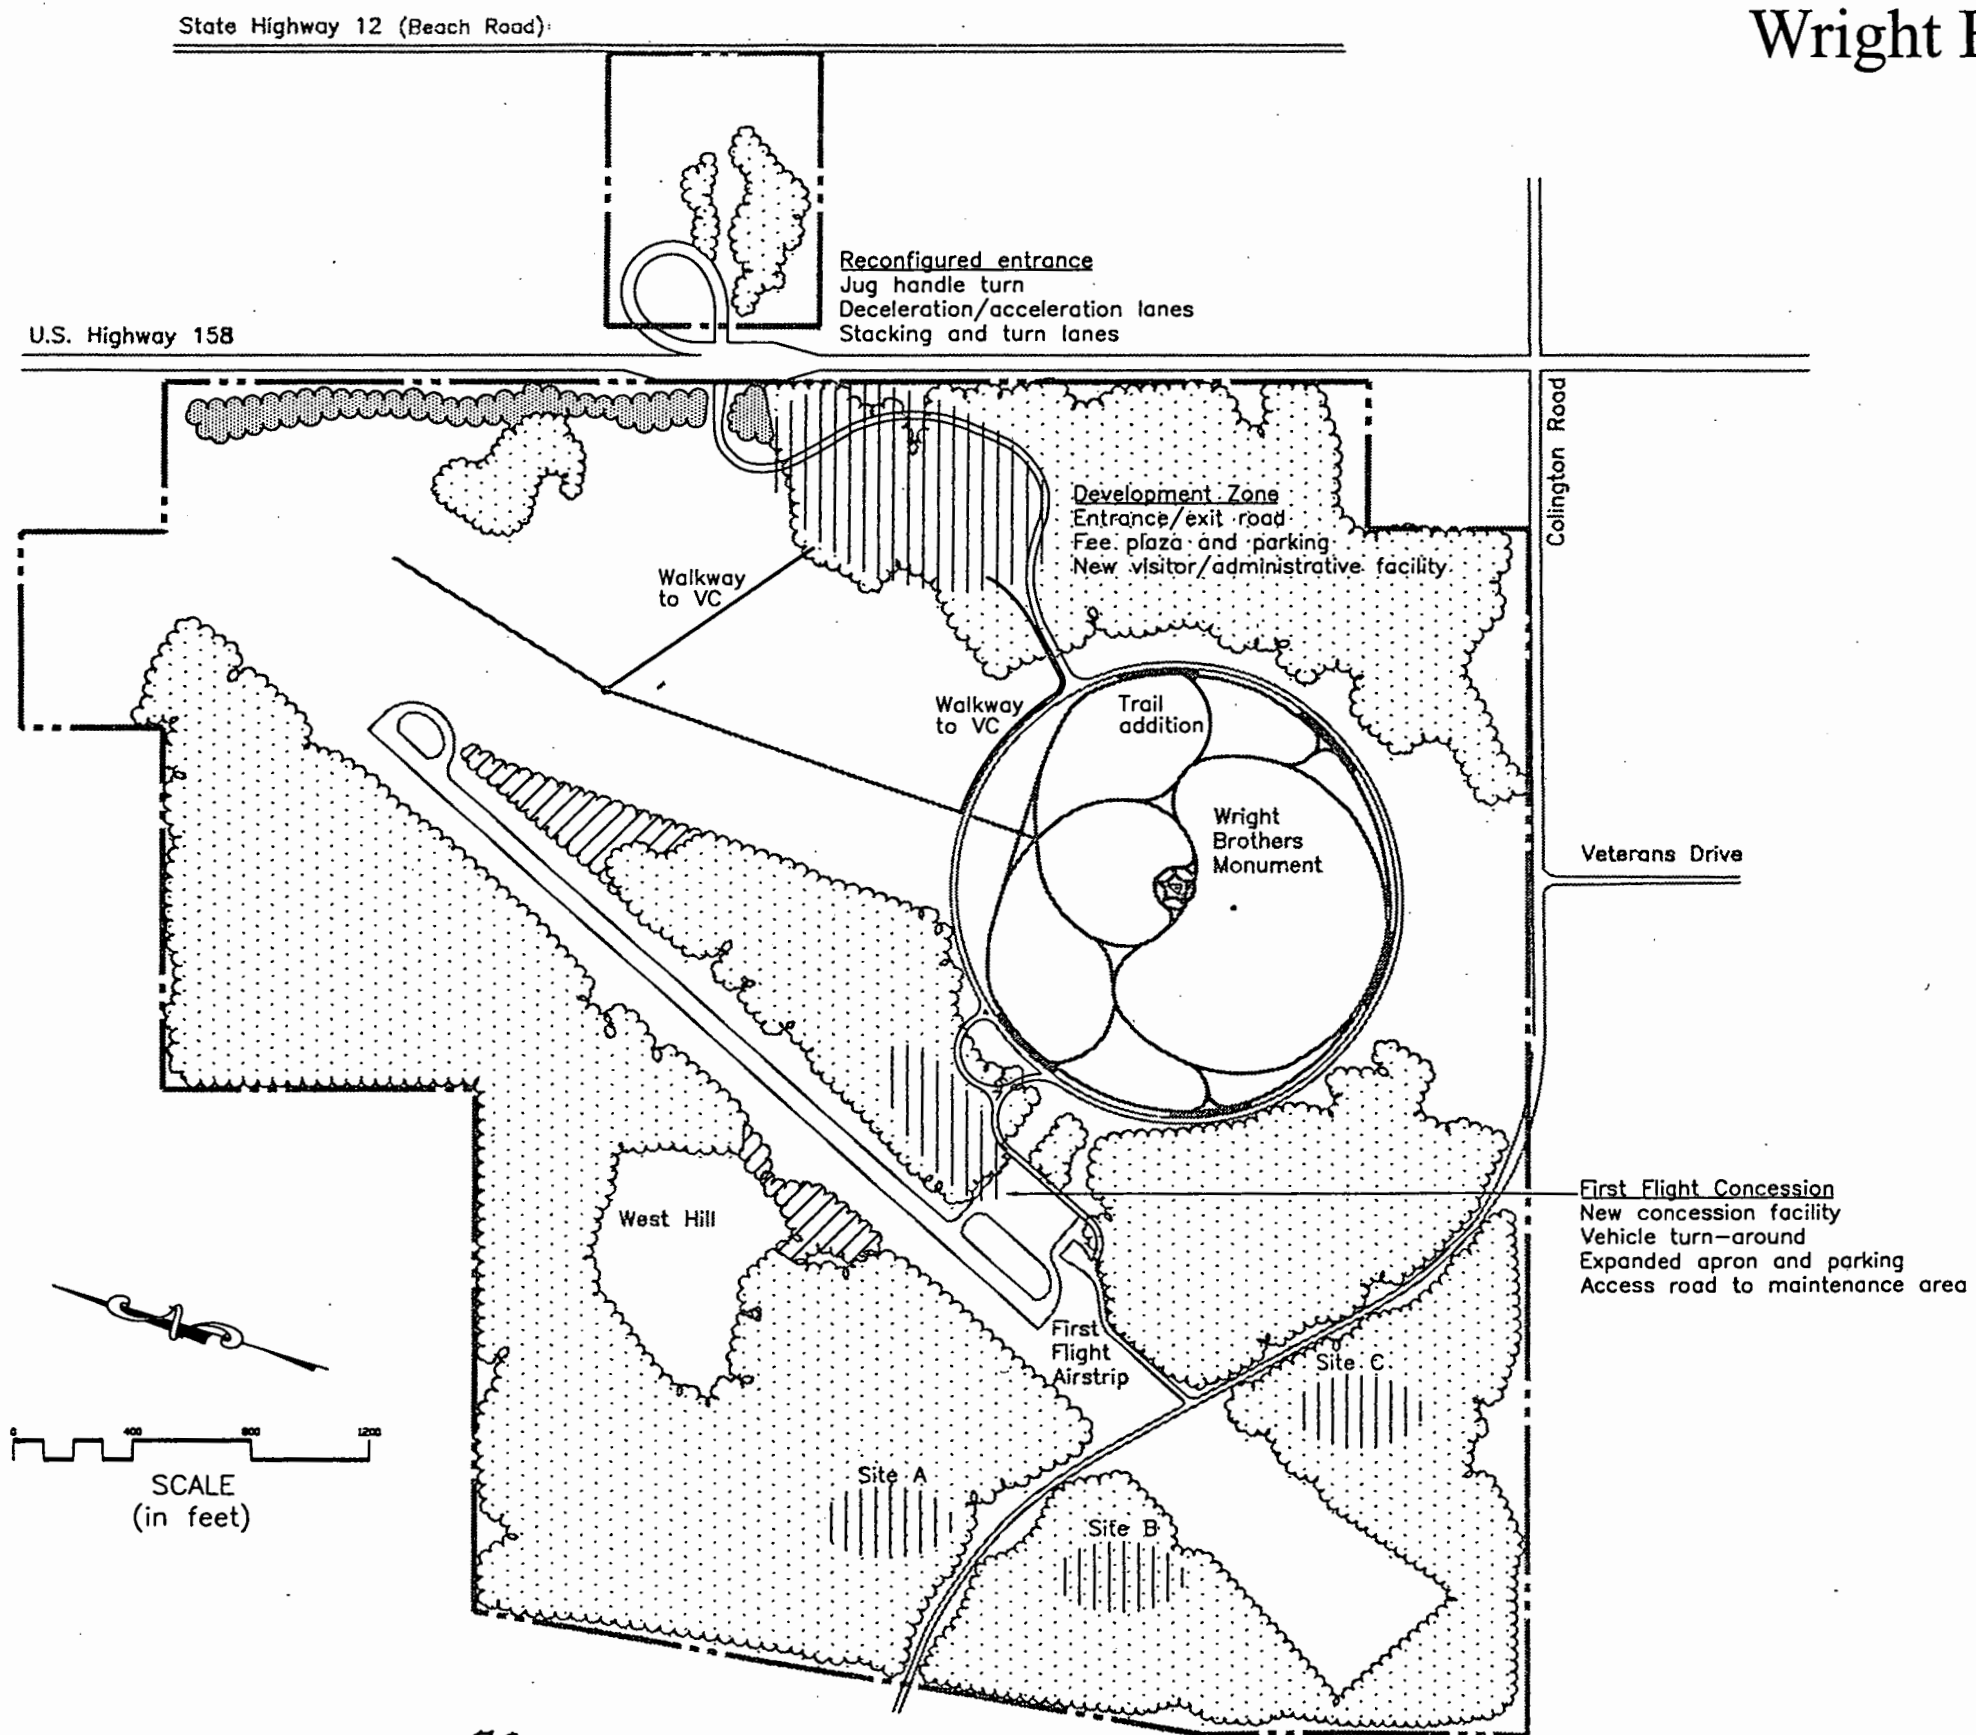 State Highway 12 (Beach Road)
Wright
Reconfigured entrance
Jug handle turn
Deceleration/acceleration lanes
Stacking and turn lanes
U.S. Highway 158
Colington Road
Development Zone
Entrance/exit road
Fee plaza and parking
New visitor/administrative facility
Walkway
to VC
Walkway
to VC
Trail
addition
Wright
Brothers
Monument
Veterans Drive
First Flight Concession
New concession facility
Vehicle turn-around
Expanded apron and parking
Access road to maintenance area
West Hill
First
Flight
Airstrip
Site C
Site A
Site B
0 400 800 1200
SCALE
(in feet)